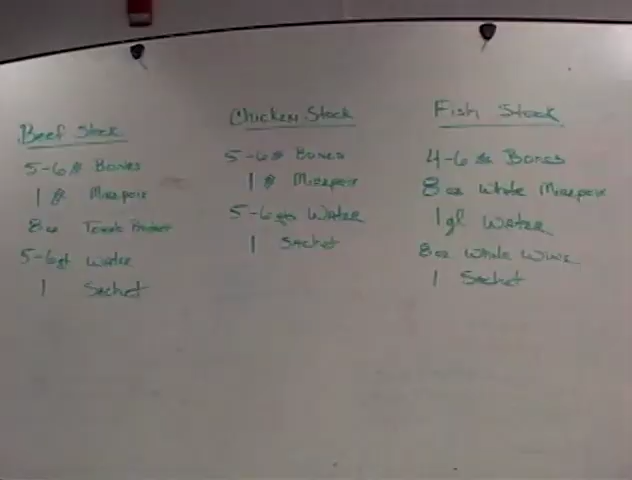 Beef Stock
5-6 # Bones
1 # Mirepoix
8 oz Tomato Product
5-6 qt Water
1 Sachet
Chicken Stock
5-6 # Bones
1 # Mirepoix
5-6 qts Water
1 Sachet
Fish Stock
4-6 # Bones
8 oz White Mirepoix
1 gl Water
8 oz White Wine
1 Sachet